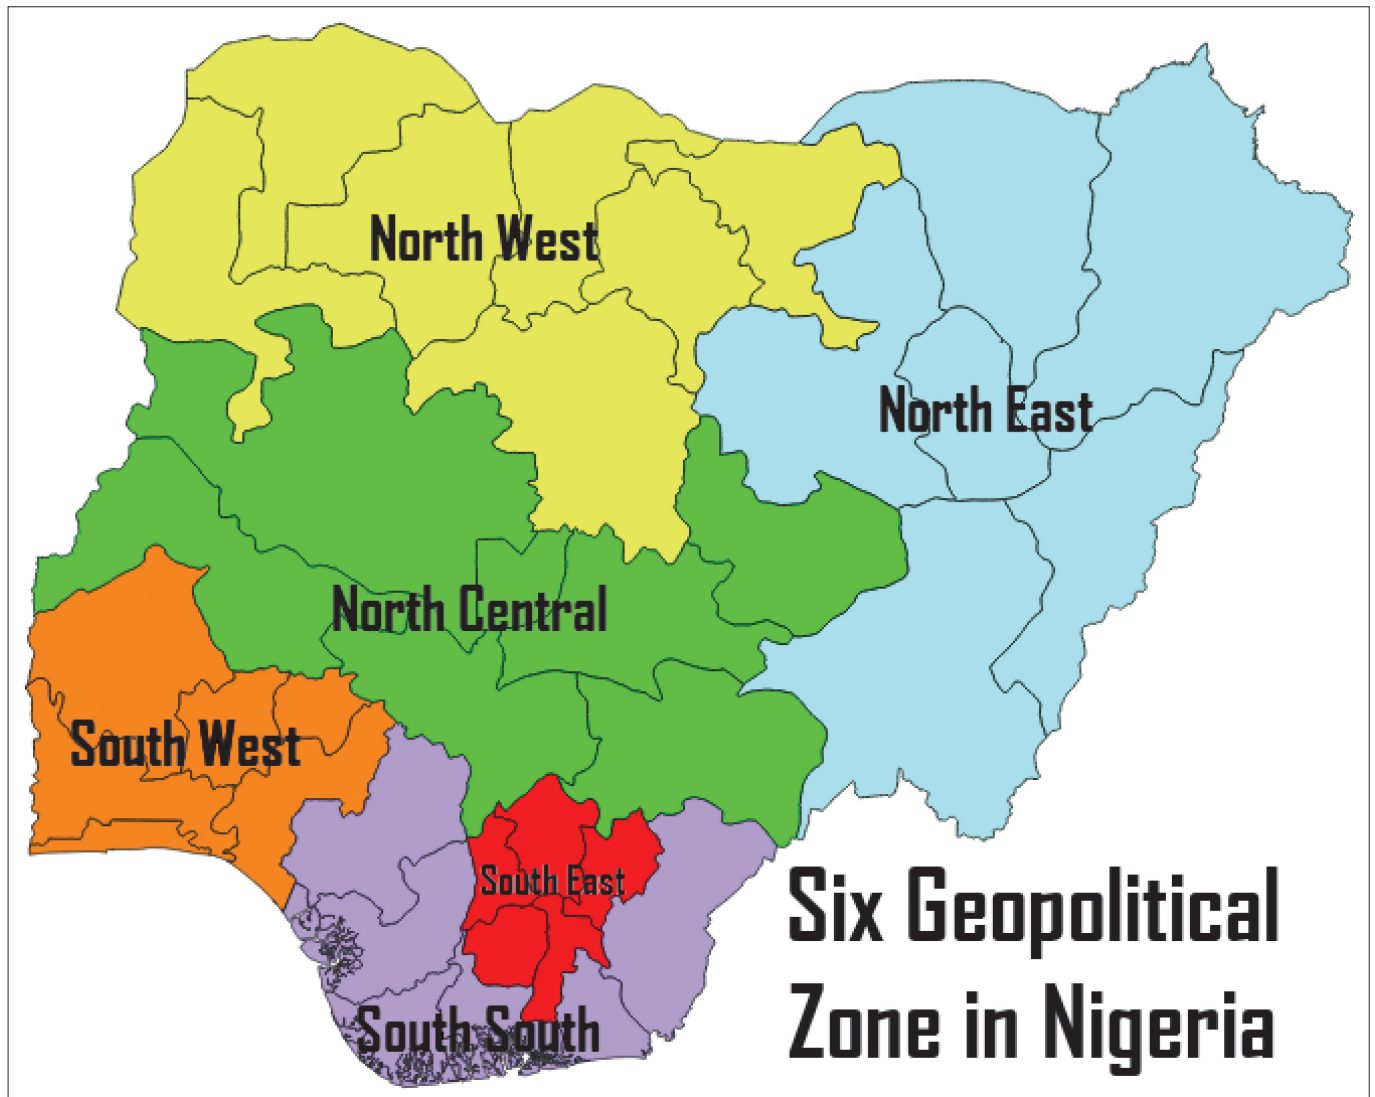 North West
North East
North Central
South West
South East
South South
Six Geopolitical
Zone in Nigeria